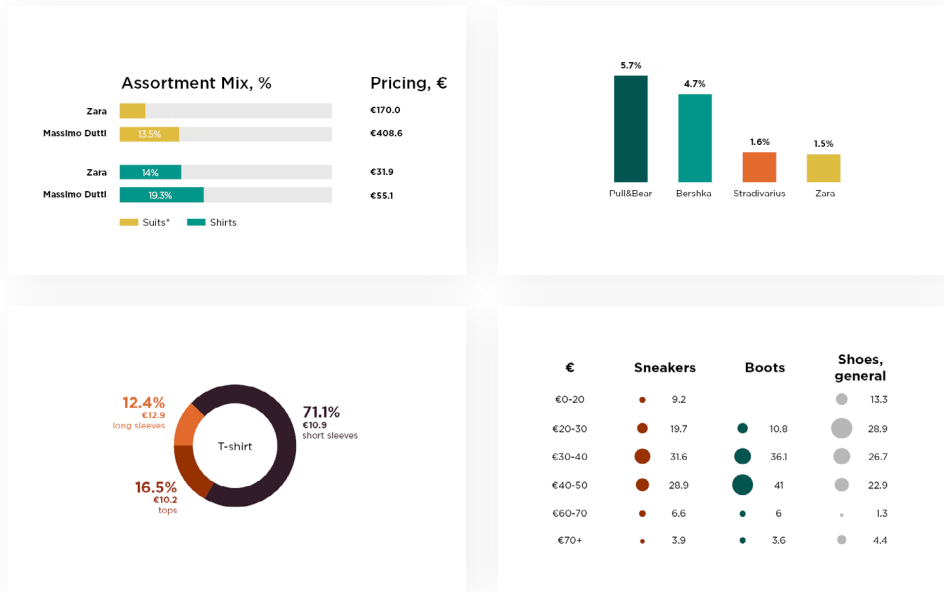 Assortment Mix, % Pricing, €
Zara €170.0
Massimo Dutti 13.5% €408.6
Zara 14% €31.9
Massimo Dutti 19.3% €55.1
Suits* Shirts
5.7%
4.7%
1.6%
1.5%
Pull&Bear Bershka Stradivarius Zara
12.4%
€12.9
long sleeves
71.1%
€10.9
short sleeves
T-shirt
16.5%
€10.2
tops
€ Sneakers Boots Shoes,
general
€0-20 9.2 13.3
€20-30 19.7 10.8 28.9
€30-40 31.6 36.1 26.7
€40-50 28.9 41 22.9
€60-70 6.6 6 1.3
€70+ 3.9 3.6 4.4